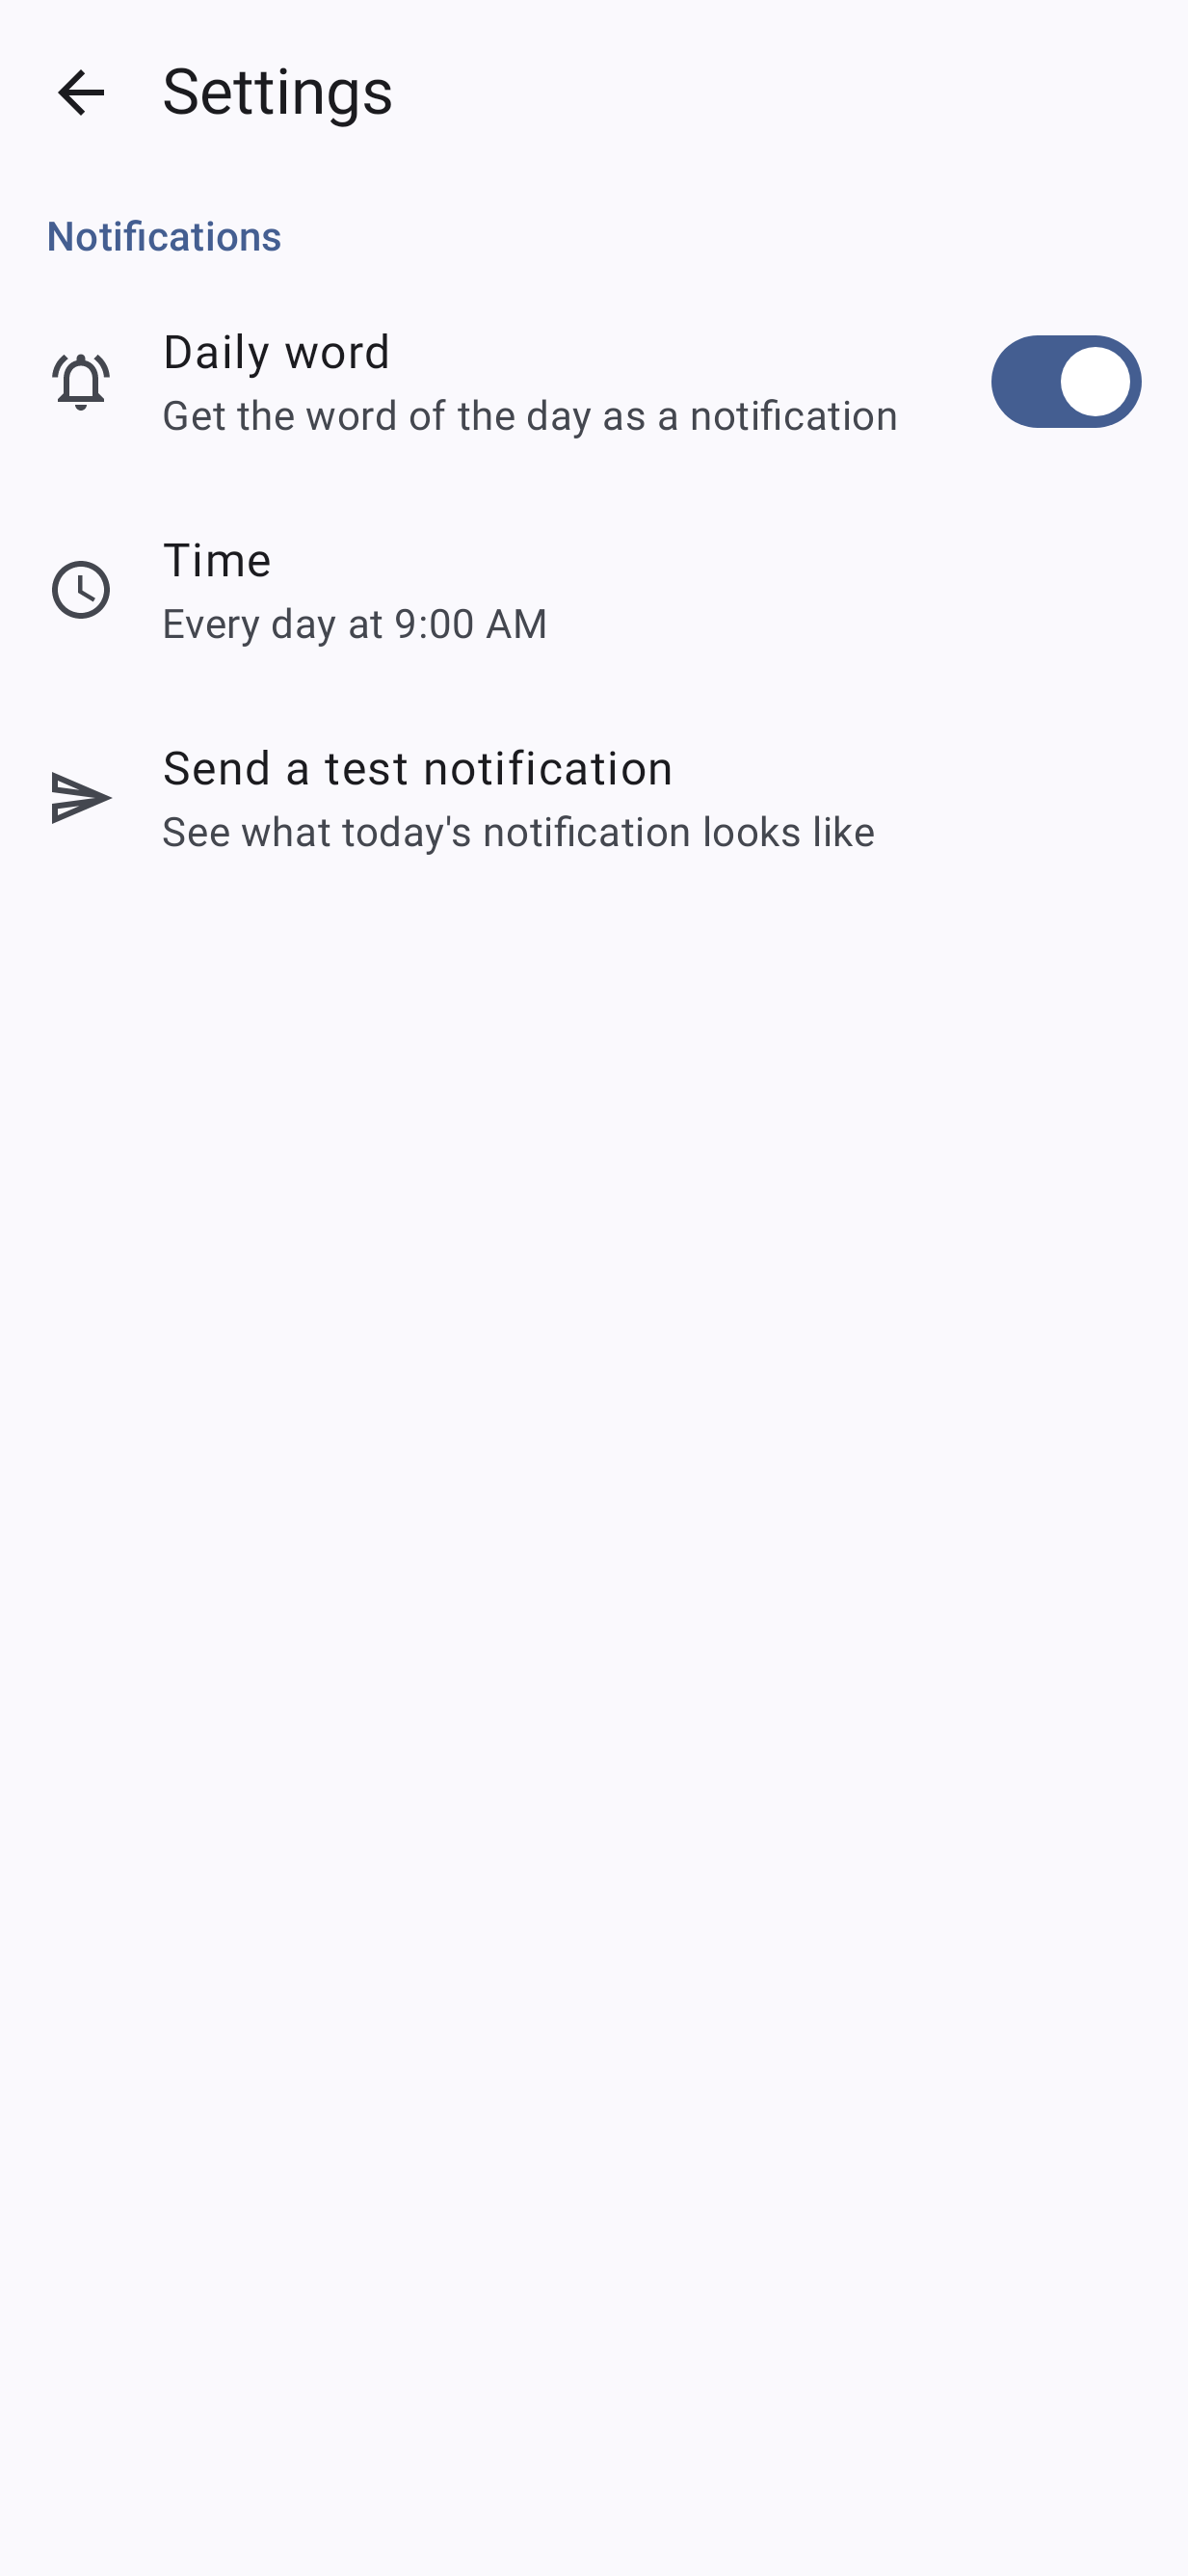 Settings
Notifications
Daily word
Get the word of the day as a notification
Time
Every day at 9:00 AM
Send a test notification
See what today's notification looks like